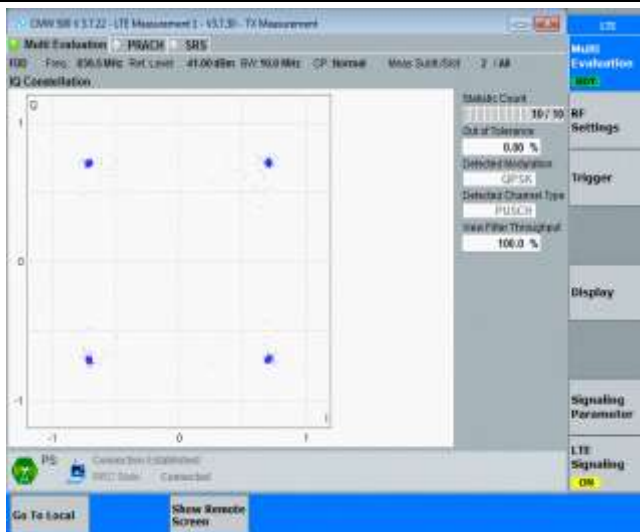 CMW 500 V 3.7.22 - LTE Measurement 1 - V3.7.30 - TX Measurement
Multi Evaluation PRACH SRS
FDD Freq: 836.5 MHz Ref. Level: 41.00 dBm BW: 10.0 MHz CP: Normal Meas Subfr./Slot 2 / All
IQ Constellation
Q
1
0
-1
-1 0 1
I
Statistic Count
10 / 10
Out of Tolerance
0.00 %
Detected Modulation
QPSK
Detected Channel Type
PUSCH
View Filter Throughput
100.0 %
PS: Connection Established
RRC State: Connected
LTE
Multi
Evaluation
RDY
RF
Settings
Trigger
Display
Signaling
Parameter
LTE
Signaling
ON
Go To Local
Show Remote
Screen